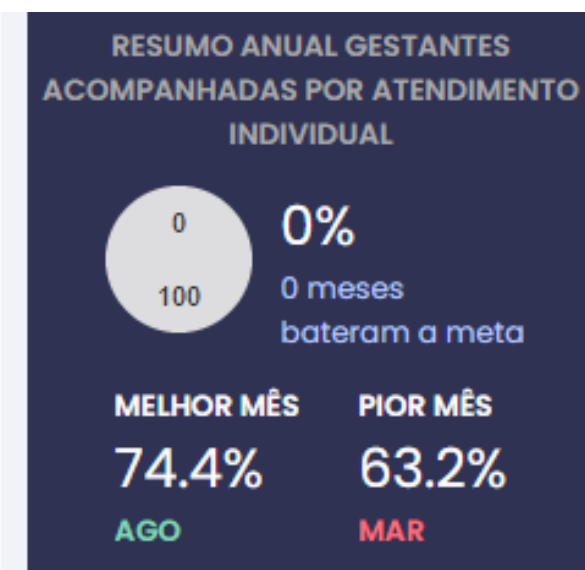 RESUMO ANUAL GESTANTES
ACOMPANHADAS POR ATENDIMENTO
INDIVIDUAL
0
100
0%
0 meses
bateram a meta
MELHOR MÊS
74.4%
AGO
PIOR MÊS
63.2%
MAR